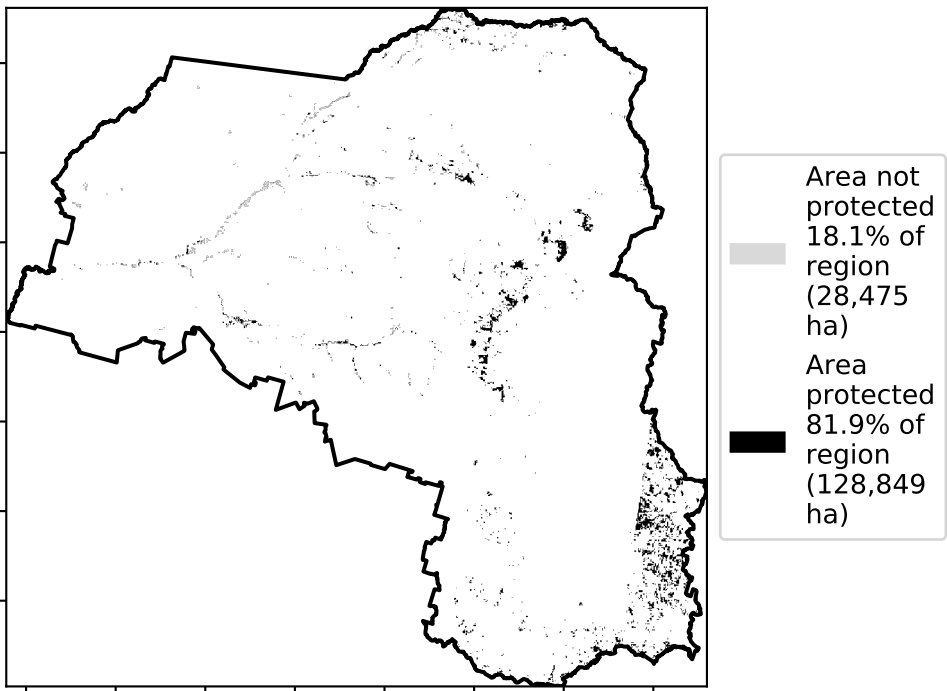 Area not
protected
18.1% of
region
(28,475
ha)
Area
protected
81.9% of
region
(128,849
ha)